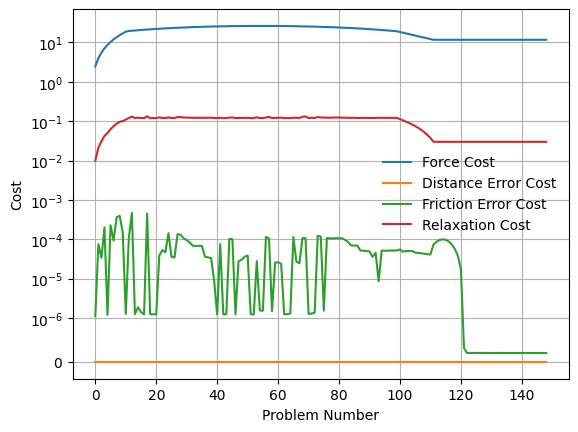 10¹
10⁰
10⁻¹
10⁻²
10⁻³
10⁻⁴
10⁻⁵
10⁻⁶
0
Cost
Force Cost
Distance Error Cost
Friction Error Cost
Relaxation Cost
0 20 40 60 80 100 120 140
Problem Number